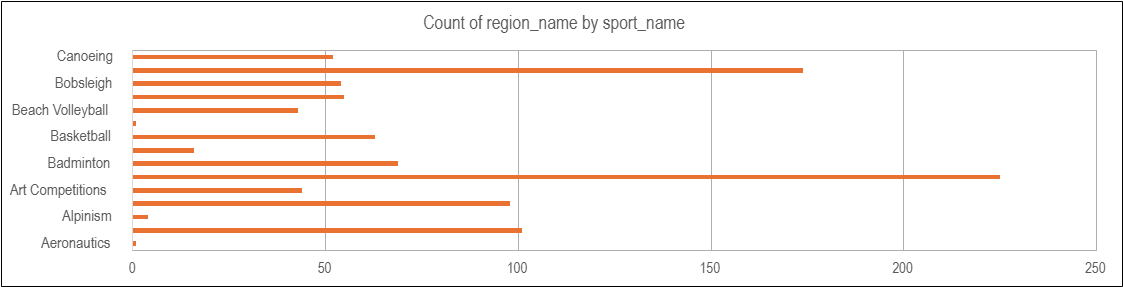 Count of region_name by sport_name
Canoeing
Bobsleigh
Beach Volleyball
Basketball
Badminton
Art Competitions
Alpinism
Aeronautics
0 50 100 150 200 250